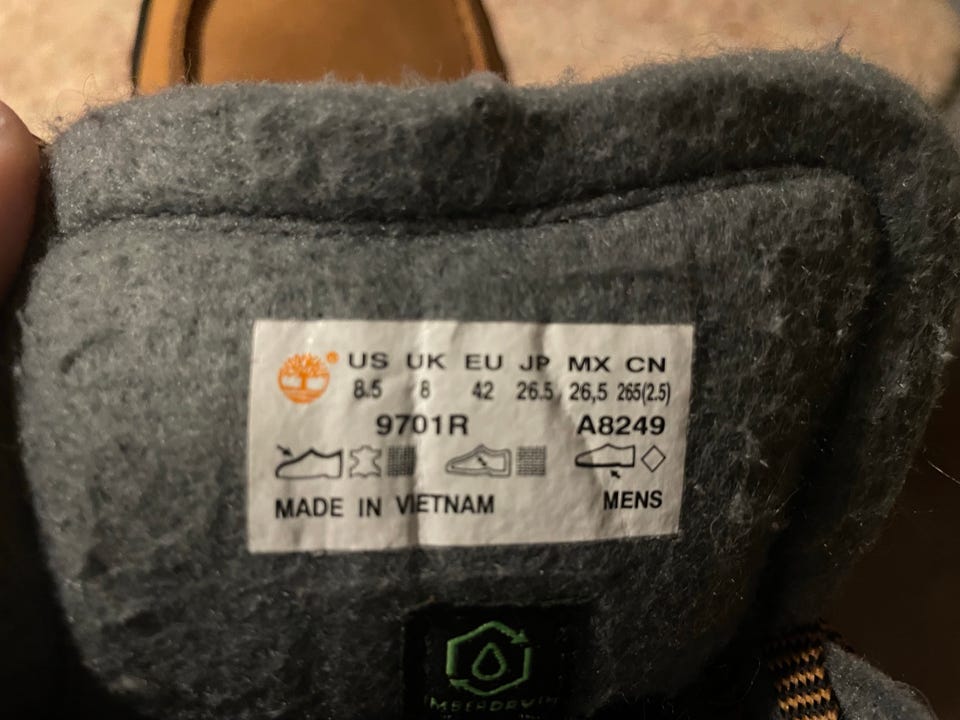 ® US UK EU JP MX CN
8.5 8 42 26.5 26,5 265(2.5)
9701R A8249
MADE IN VIETNAM MENS